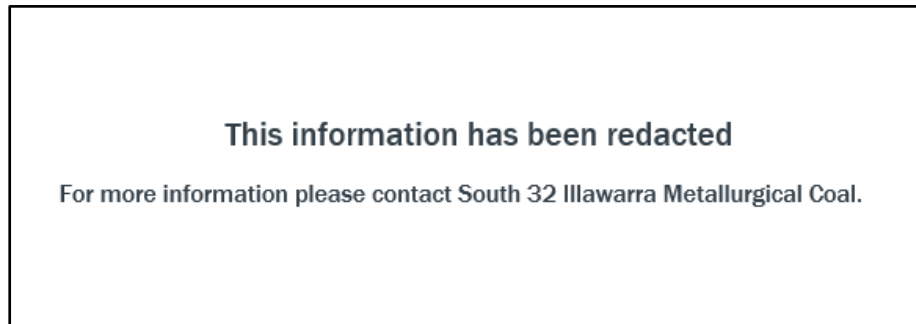 This information has been redacted
For more information please contact South 32 Illawarra Metallurgical Coal.